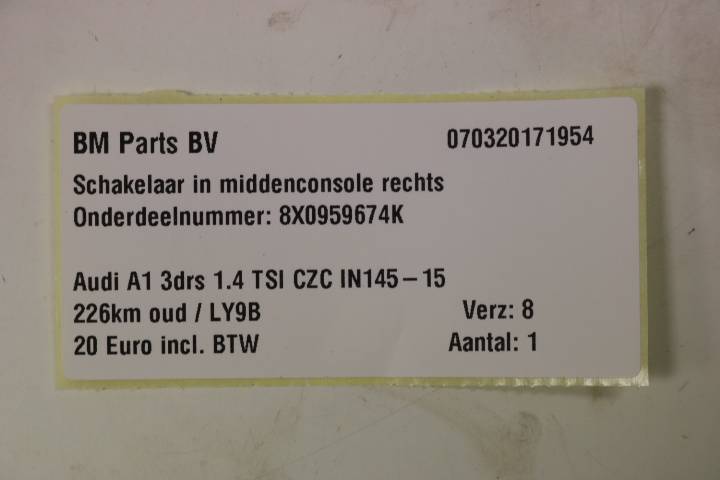 BM Parts BV 070320171954
Schakelaar in middenconsole rechts
Onderdeelnummer: 8X0959674K
Audi A1 3drs 1.4 TSI CZC IN145-15
226km oud / LY9B Verz: 8
20 Euro incl. BTW Aantal: 1